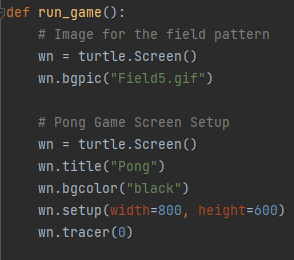 def run_game():
    # Image for the field pattern
    wn = turtle.Screen()
    wn.bgpic("Field5.gif")

    # Pong Game Screen Setup
    wn = turtle.Screen()
    wn.title("Pong")
    wn.bgcolor("black")
    wn.setup(width=800, height=600)
    wn.tracer(0)